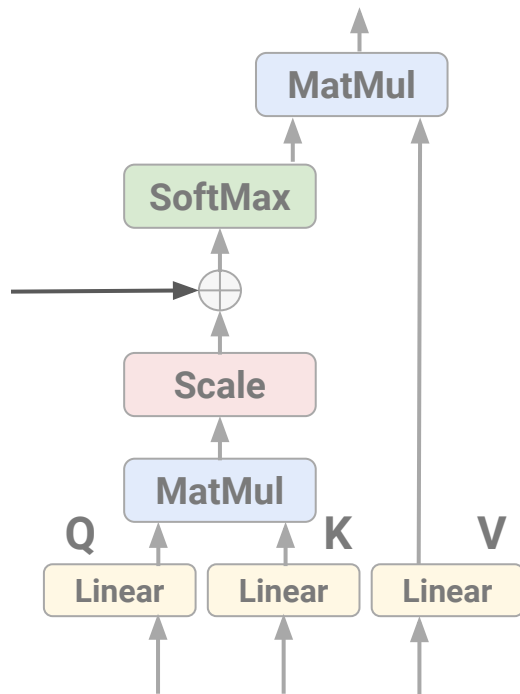 MatMul
SoftMax
Scale
MatMul
Q K V
Linear Linear Linear